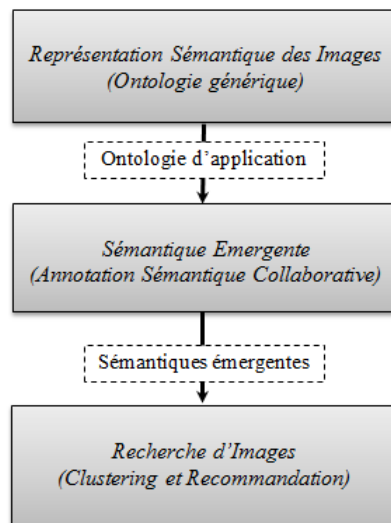 Représentation Sémantique des Images
(Ontologie générique)
Ontologie d'application
Sémantique Emergente
(Annotation Sémantique Collaborative)
Sémantiques émergentes
Recherche d'Images
(Clustering et Recommandation)